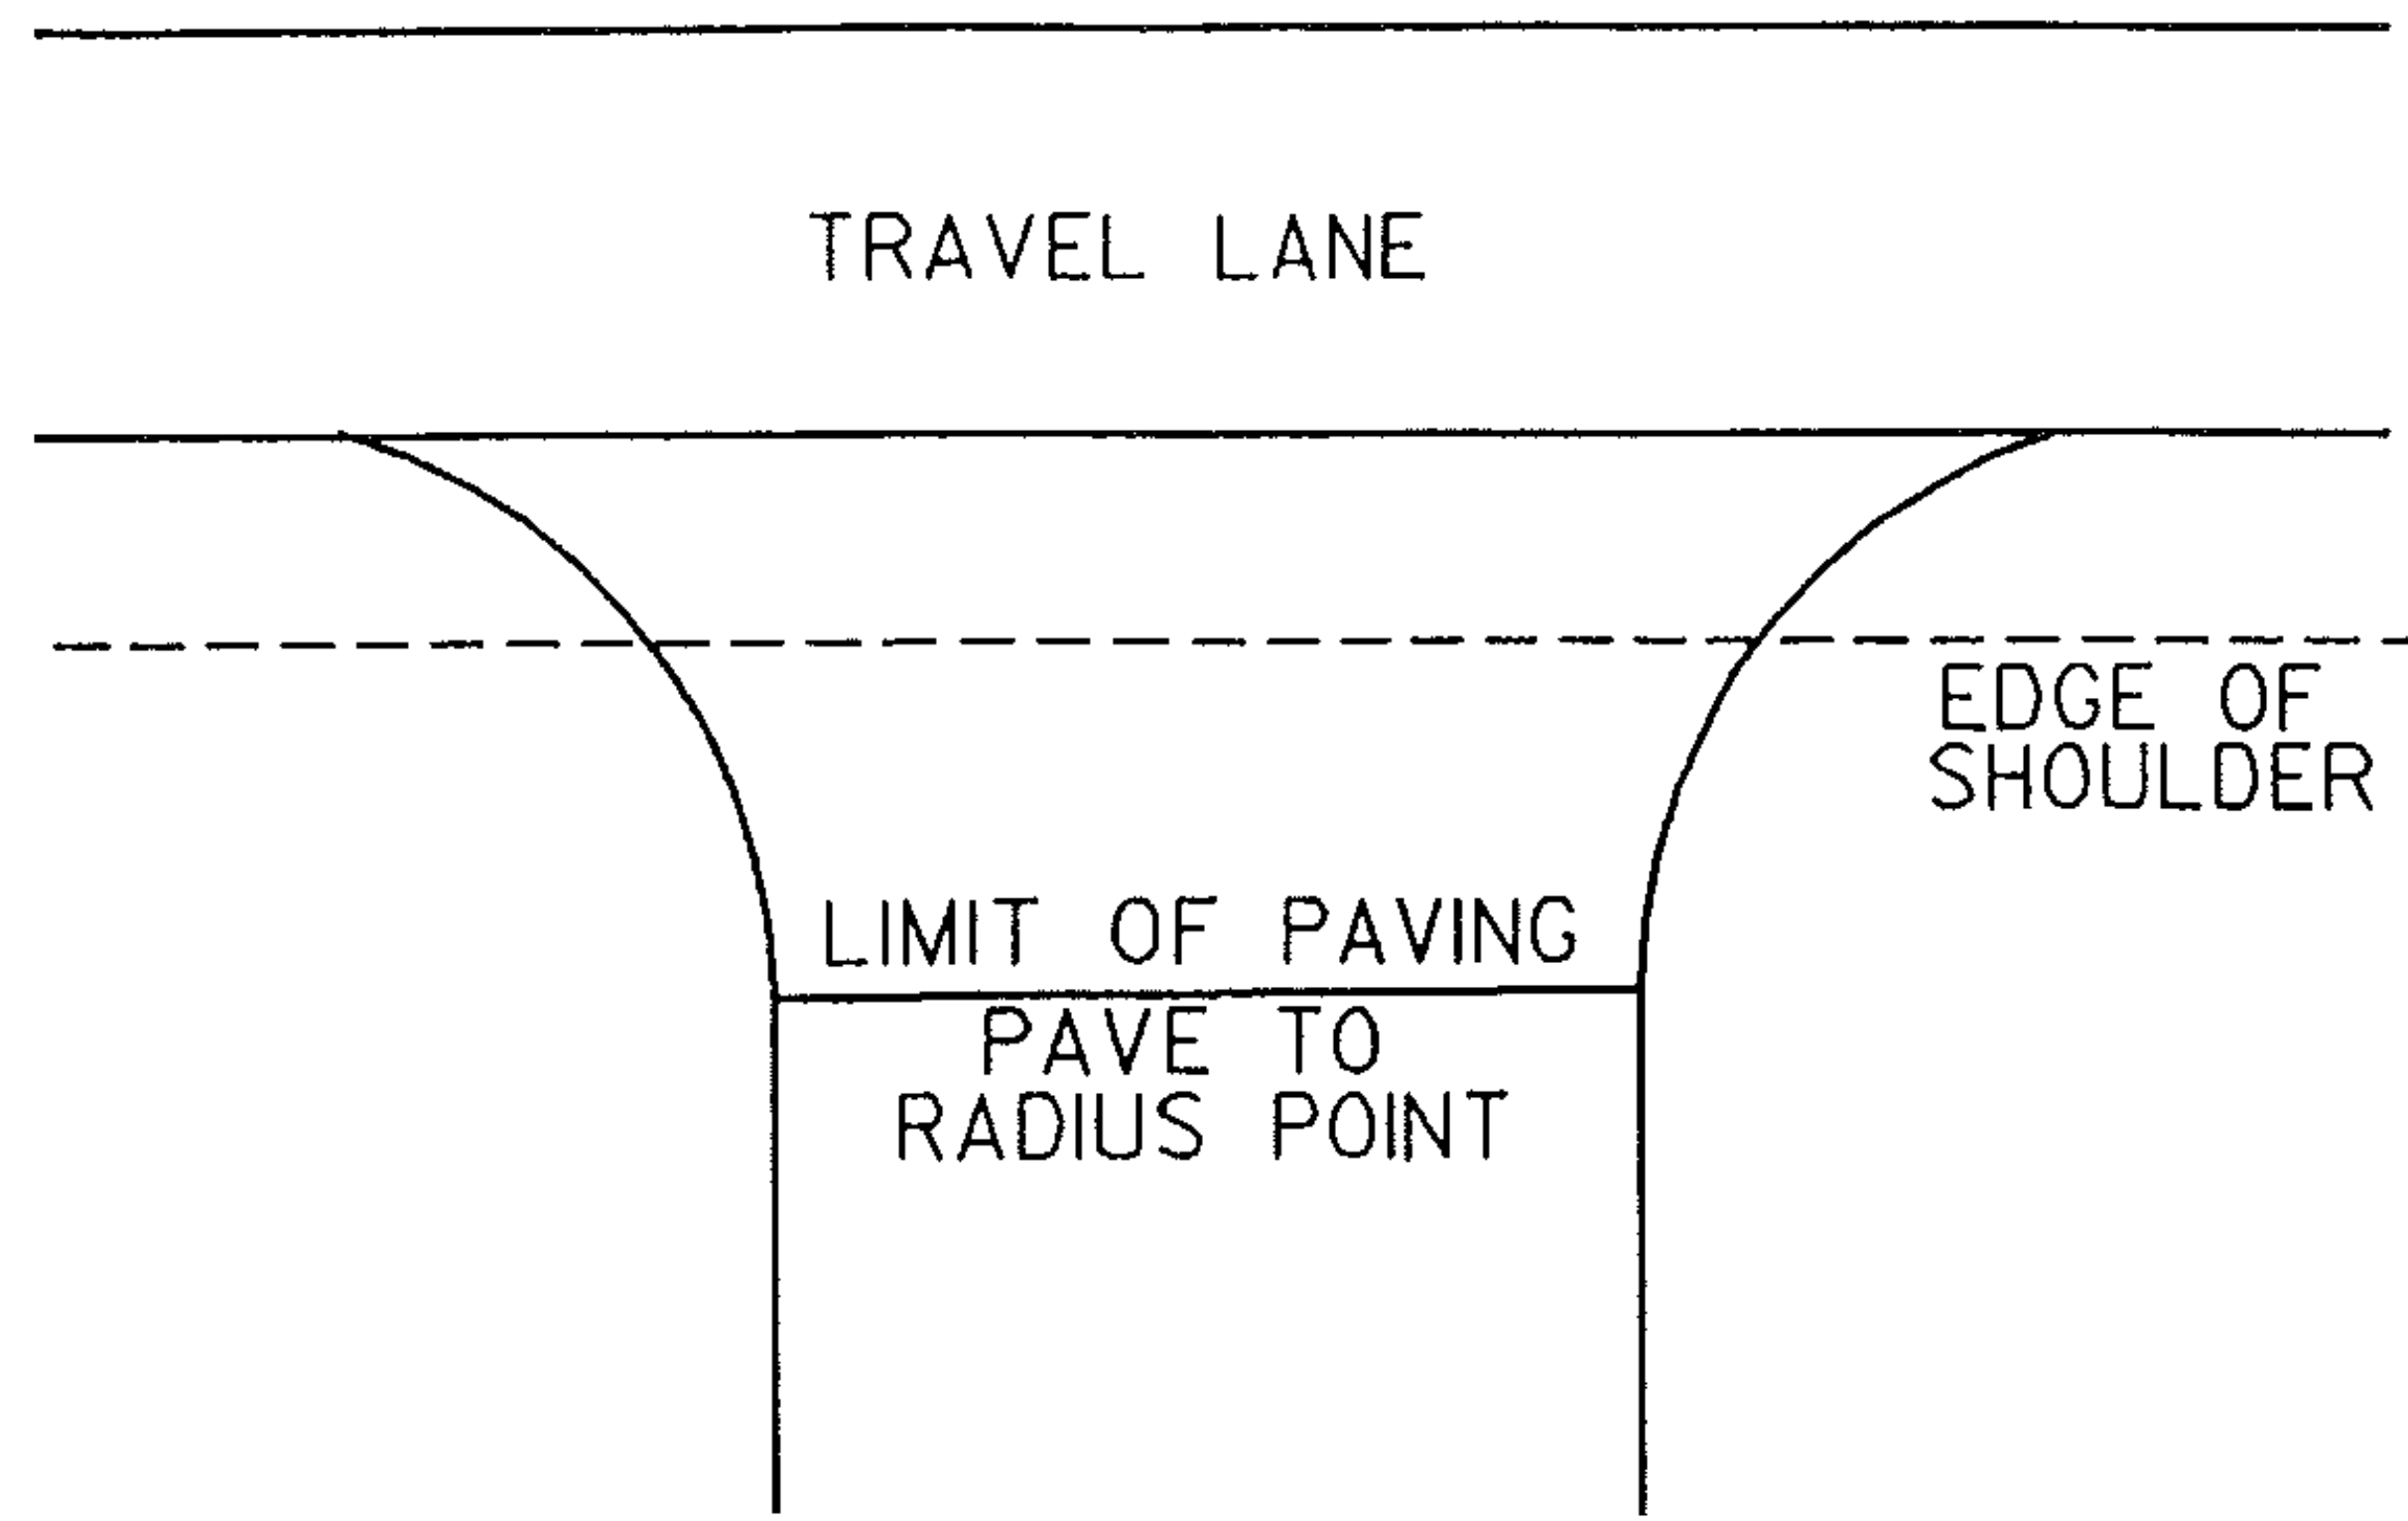 TRAVEL LANE
EDGE OF
SHOULDER
LIMIT OF PAVING
PAVE TO
RADIUS POINT